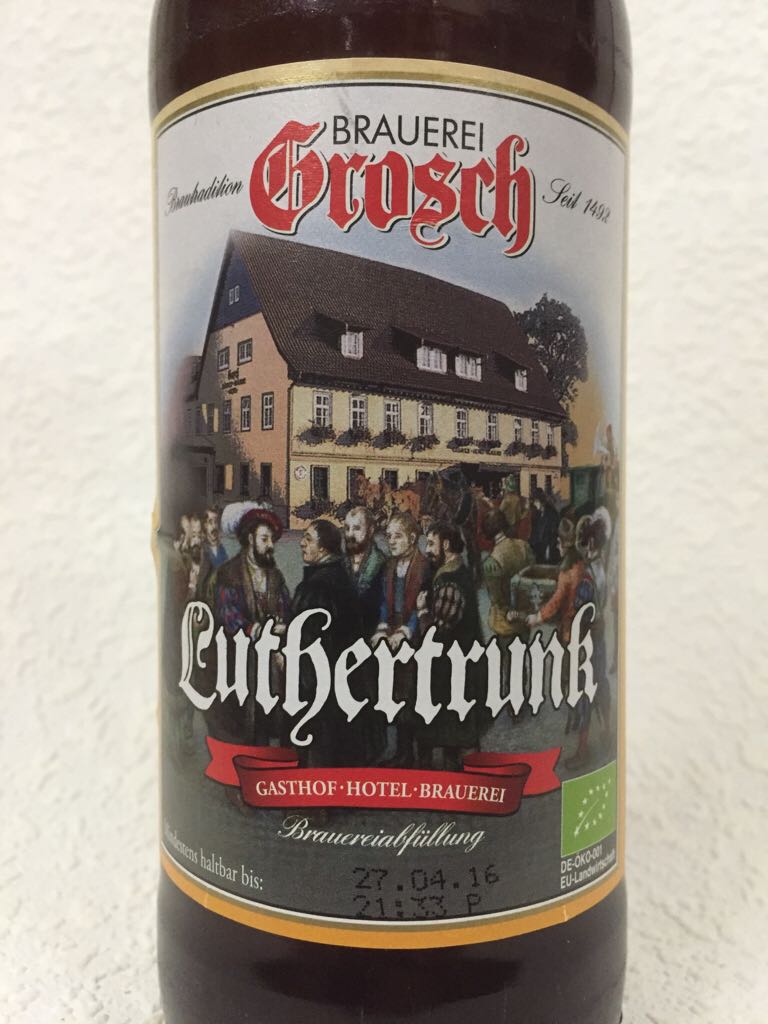 BRAUEREI
Grosch
Brautradition
Seit 1492
Luthertrunk
GASTHOF·HOTEL·BRAUEREI
Brauereiabfüllung
Mindestens haltbar bis:
27.04.16
21:33 P
DE-ÖKO-001
EU-Landwirtschaft